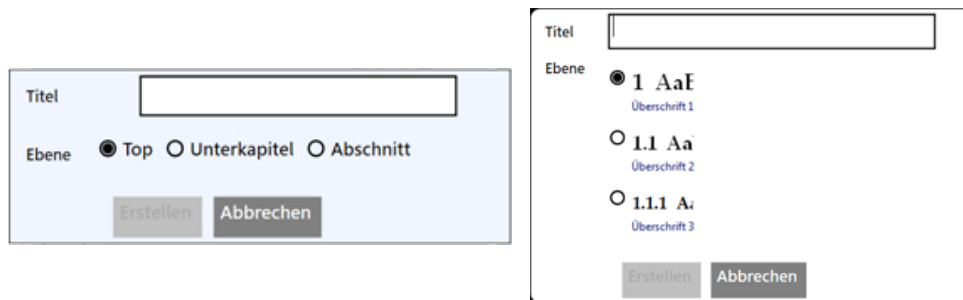 Titel
Ebene
Top Unterkapitel Abschnitt
Erstellen Abbrechen
Titel
Ebene
1 AaB
Überschrift 1
1.1 Aa
Überschrift 2
1.1.1 Aa
Überschrift 3
Erstellen Abbrechen